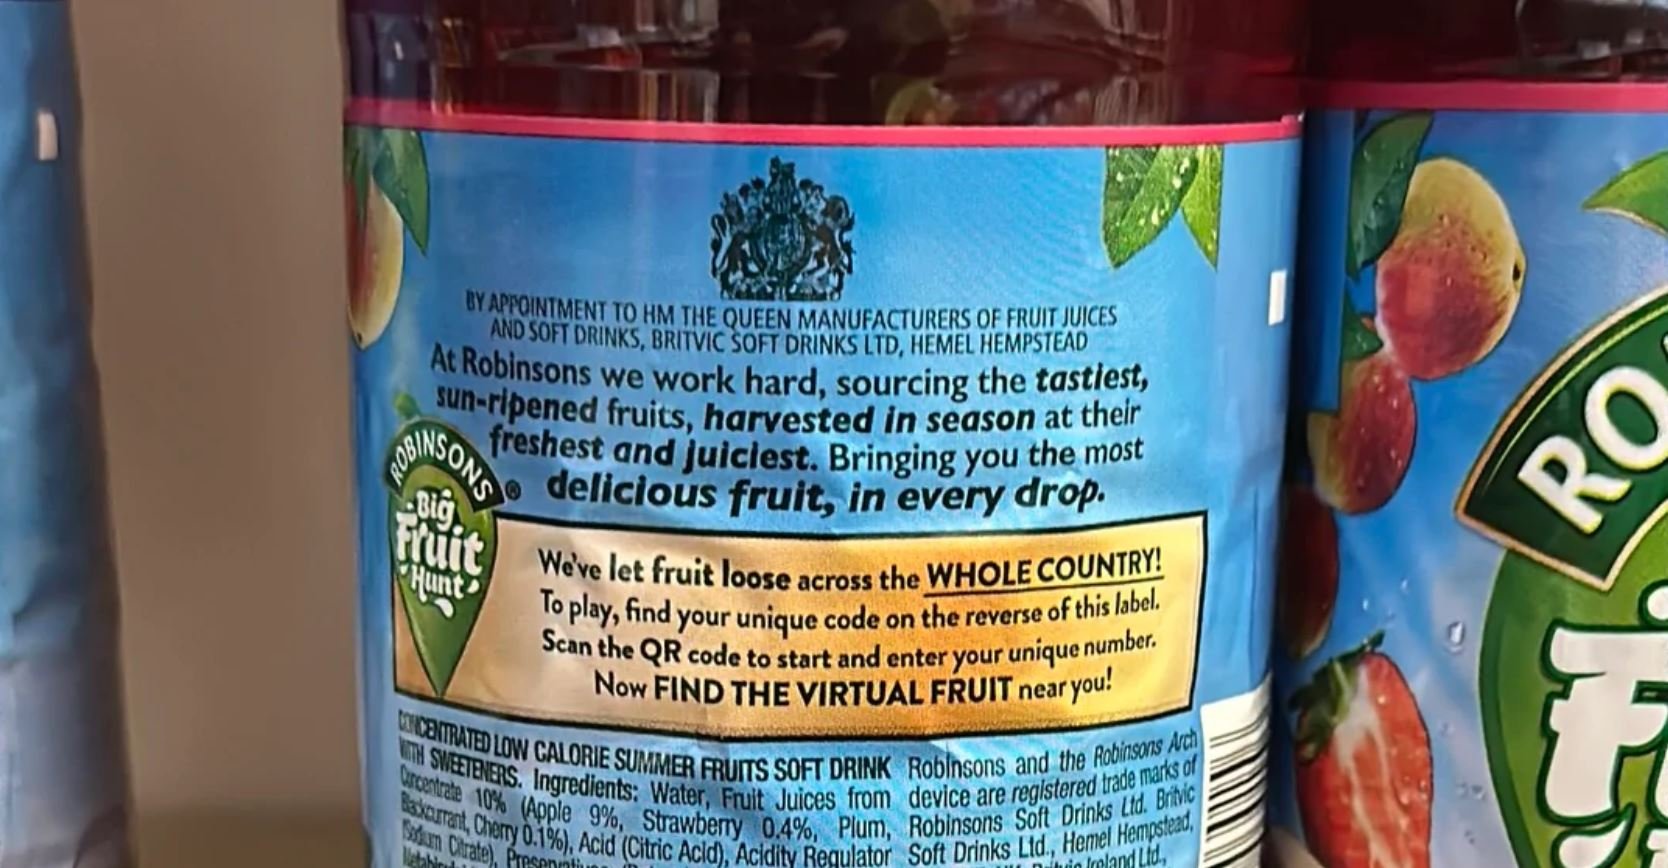 BY APPOINTMENT TO HM THE QUEEN MANUFACTURERS OF FRUIT JUICES
AND SOFT DRINKS, BRITVIC SOFT DRINKS LTD, HEMEL HEMPSTEAD
At Robinsons we work hard, sourcing the tastiest,
sun-ripened fruits, harvested in season at their
freshest and juiciest. Bringing you the most
delicious fruit, in every drop.
ROBINSONS ®
Big
Fruit
Hunt
We've let fruit loose across the WHOLE COUNTRY!
To play, find your unique code on the reverse of this label.
Scan the QR code to start and enter your unique number.
Now FIND THE VIRTUAL FRUIT near you!
CONCENTRATED LOW CALORIE SUMMER FRUITS SOFT DRINK
WITH SWEETENERS. Ingredients: Water, Fruit Juices from
Concentrate 10% (Apple 9%, Strawberry 0.4%, Plum,
Blackcurrant, Cherry 0.1%), Acid (Citric Acid), Acidity Regulator
(Sodium Citrate),
Robinsons and the Robinsons Arch
device are registered trade marks of
Robinsons Soft Drinks Ltd. Britvic
Soft Drinks Ltd., Hemel Hempstead,
Ireland Ltd.,
RO